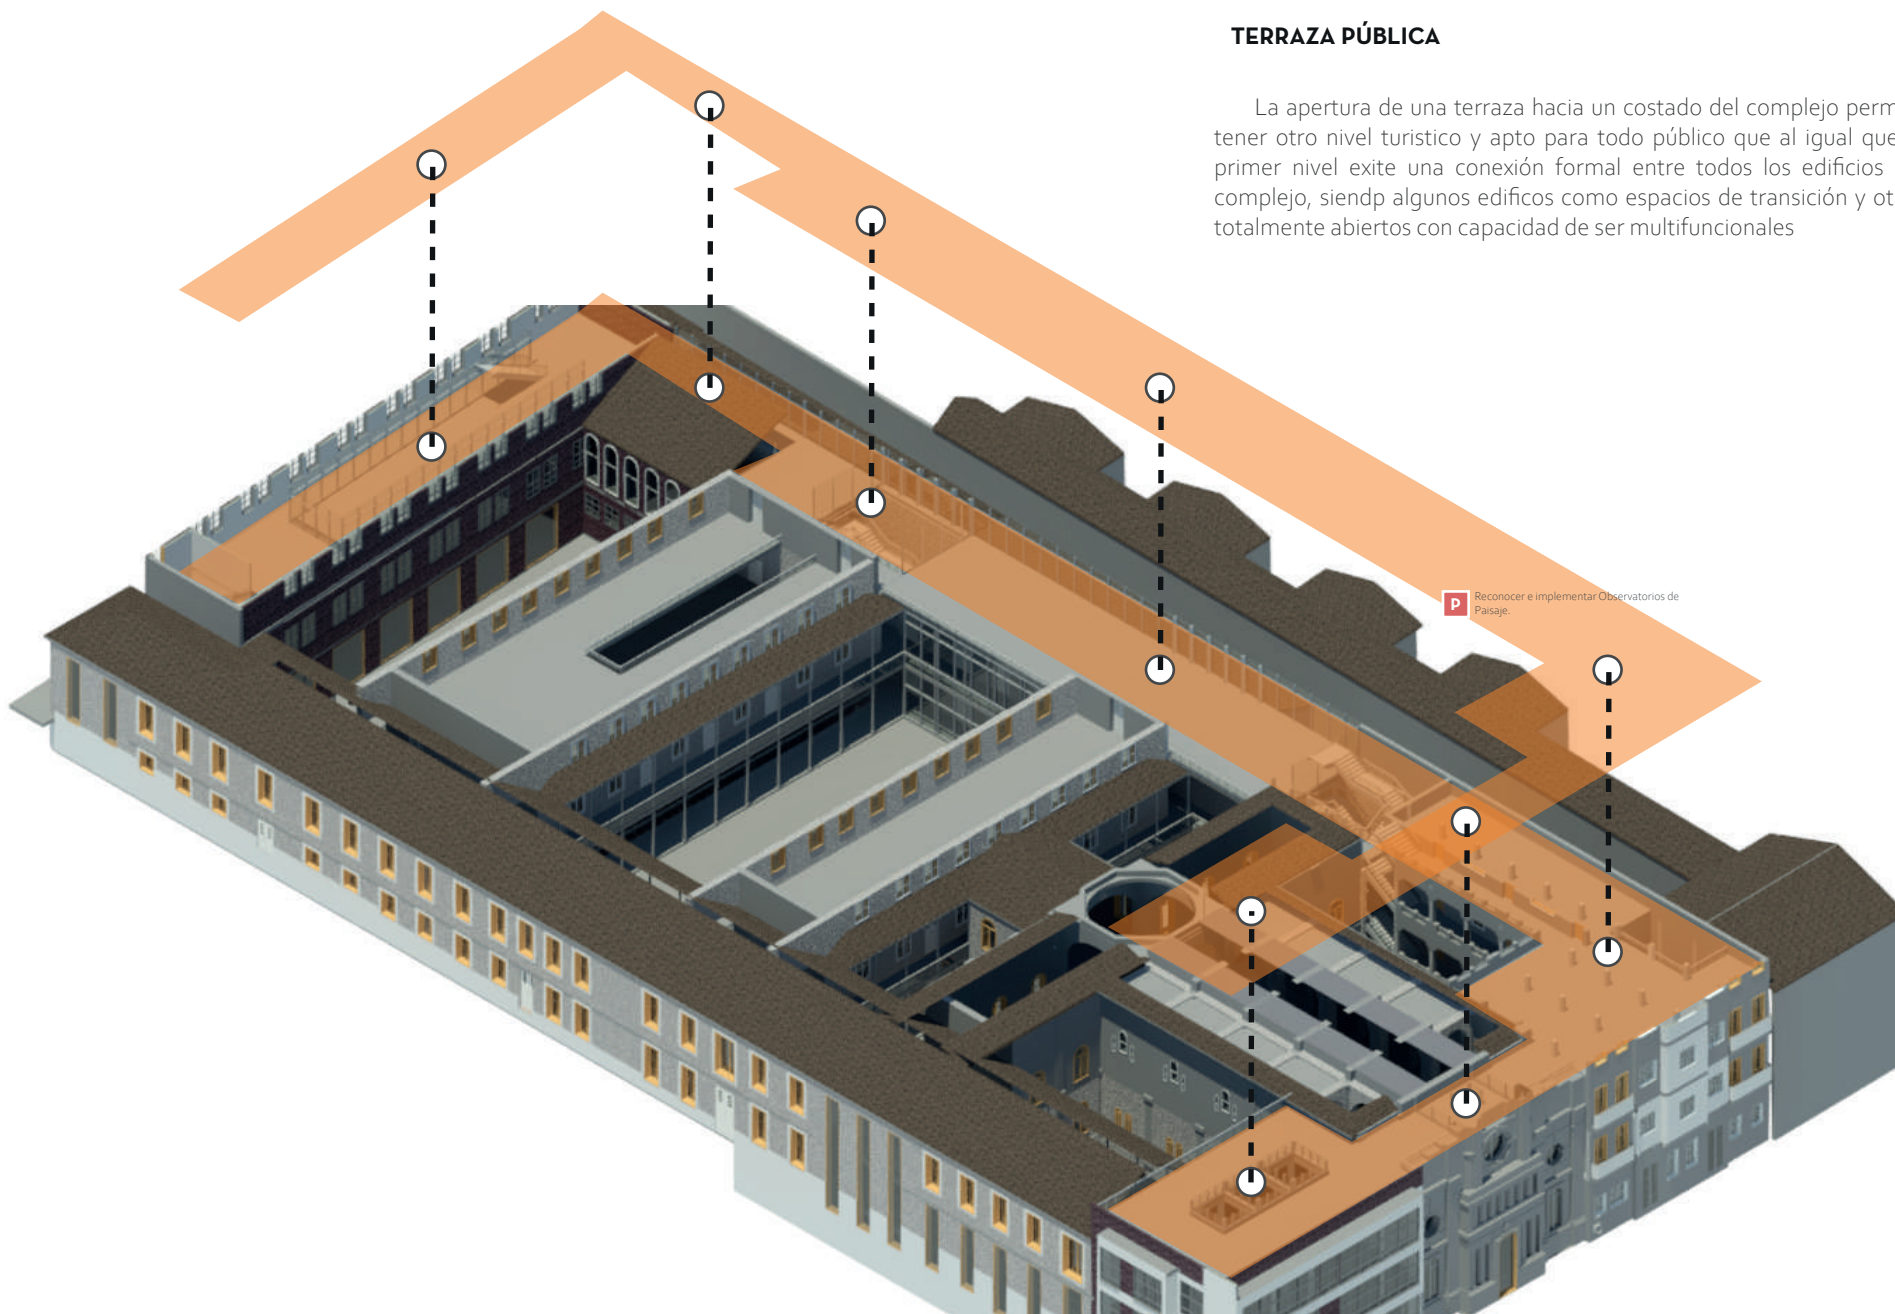 TERRAZA PÚBLICA
La apertura de una terraza hacia un costado del complejo perm
tener otro nivel turistico y apto para todo público que al igual que
primer nivel exite una conexión formal entre todos los edificios
complejo, siendp algunos edificos como espacios de transición y ot
totalmente abiertos con capacidad de ser multifuncionales
P Reconocer e implementar Observatorios de
Paisaje.